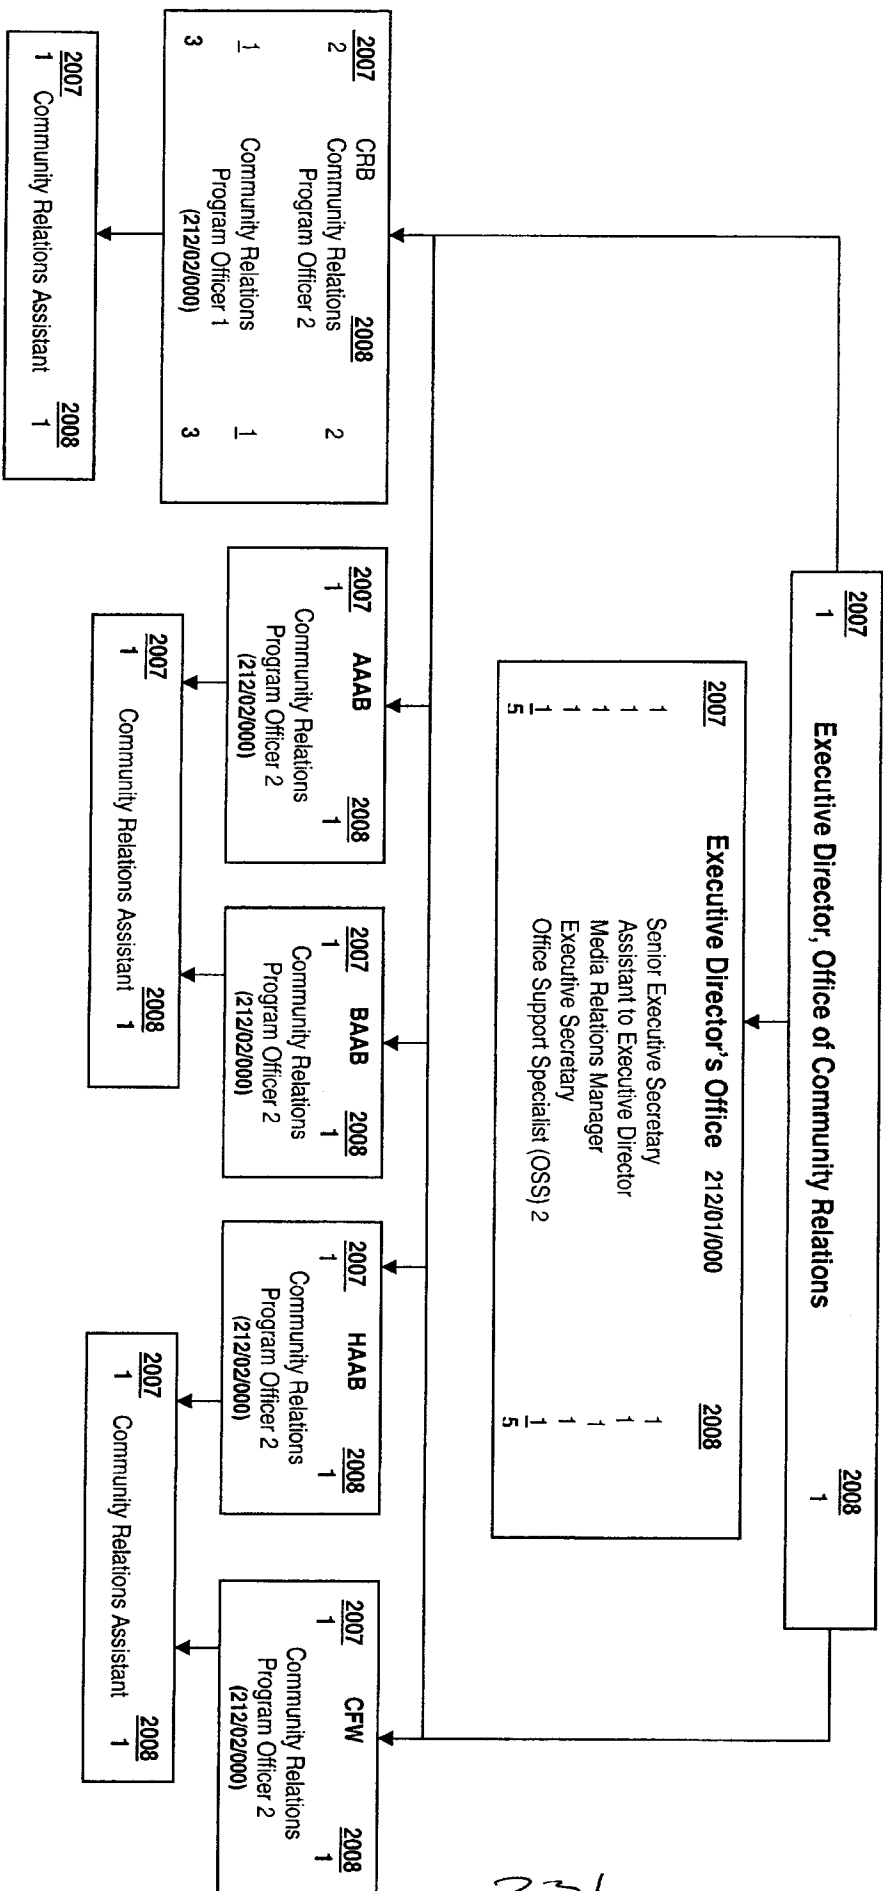 2007 2008
1 Executive Director, Office of Community Relations 1
2007 Executive Director's Office 212/01/000 2008
1 Senior Executive Secretary 1
1 Assistant to Executive Director 1
1 Media Relations Manager 1
1 Executive Secretary 1
1 Office Support Specialist (OSS) 2 1
5 5
2007 CRB 2008
2 Community Relations 2
Program Officer 2
1 Community Relations 1
Program Officer 1
3 (212/02/000) 3
2007 AAAB 2008
1 1
Community Relations
Program Officer 2
(212/02/000)
2007 BAAB 2008
1 1
Community Relations
Program Officer 2
(212/02/000)
2007 HAAB 2008
1 1
Community Relations
Program Officer 2
(212/02/000)
2007 CFW 2008
1 1
Community Relations
Program Officer 2
(212/02/000)
2007 2008
1 Community Relations Assistant 1
2007 2008
1 Community Relations Assistant 1
2007 2008
1 Community Relations Assistant 1